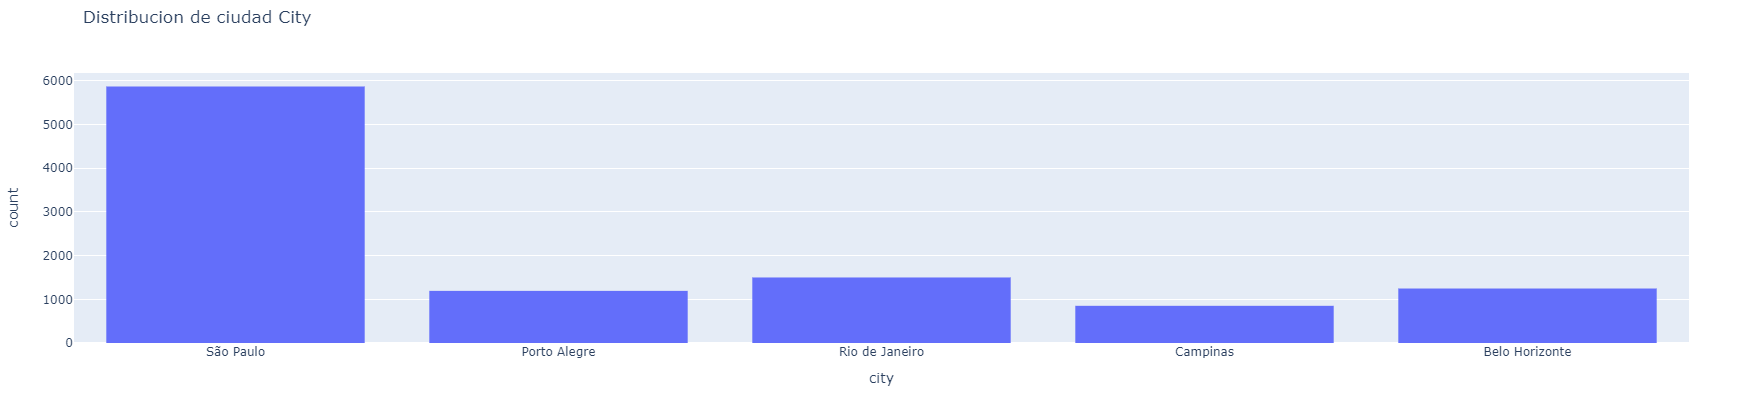 Distribucion de ciudad City
count
6000
5000
4000
3000
2000
1000
0
São Paulo
Porto Alegre
Rio de Janeiro
Campinas
Belo Horizonte
city